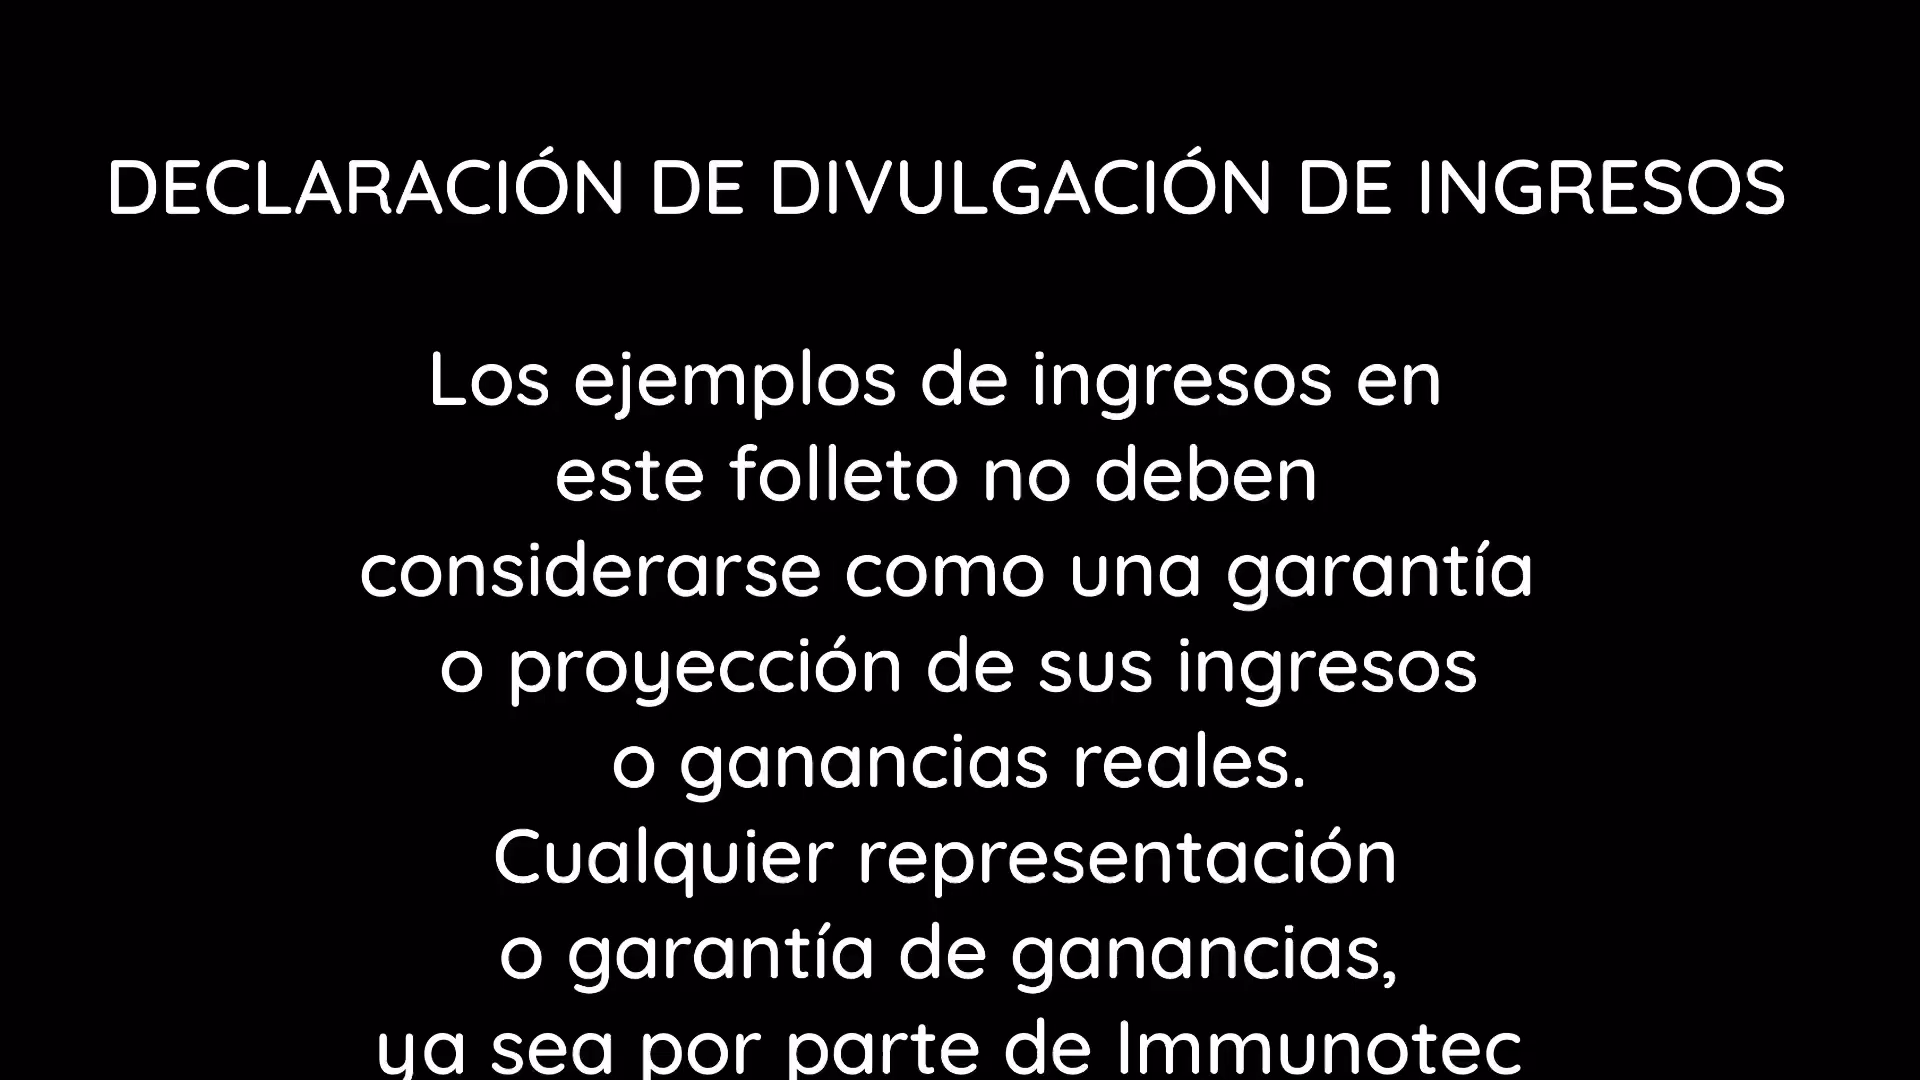 DECLARACIÓN DE DIVULGACIÓN DE INGRESOS
Los ejemplos de ingresos en
este folleto no deben
considerarse como una garantía
o proyección de sus ingresos
o ganancias reales.
Cualquier representación
o garantía de ganancias,
ya sea por parte de Immunotec